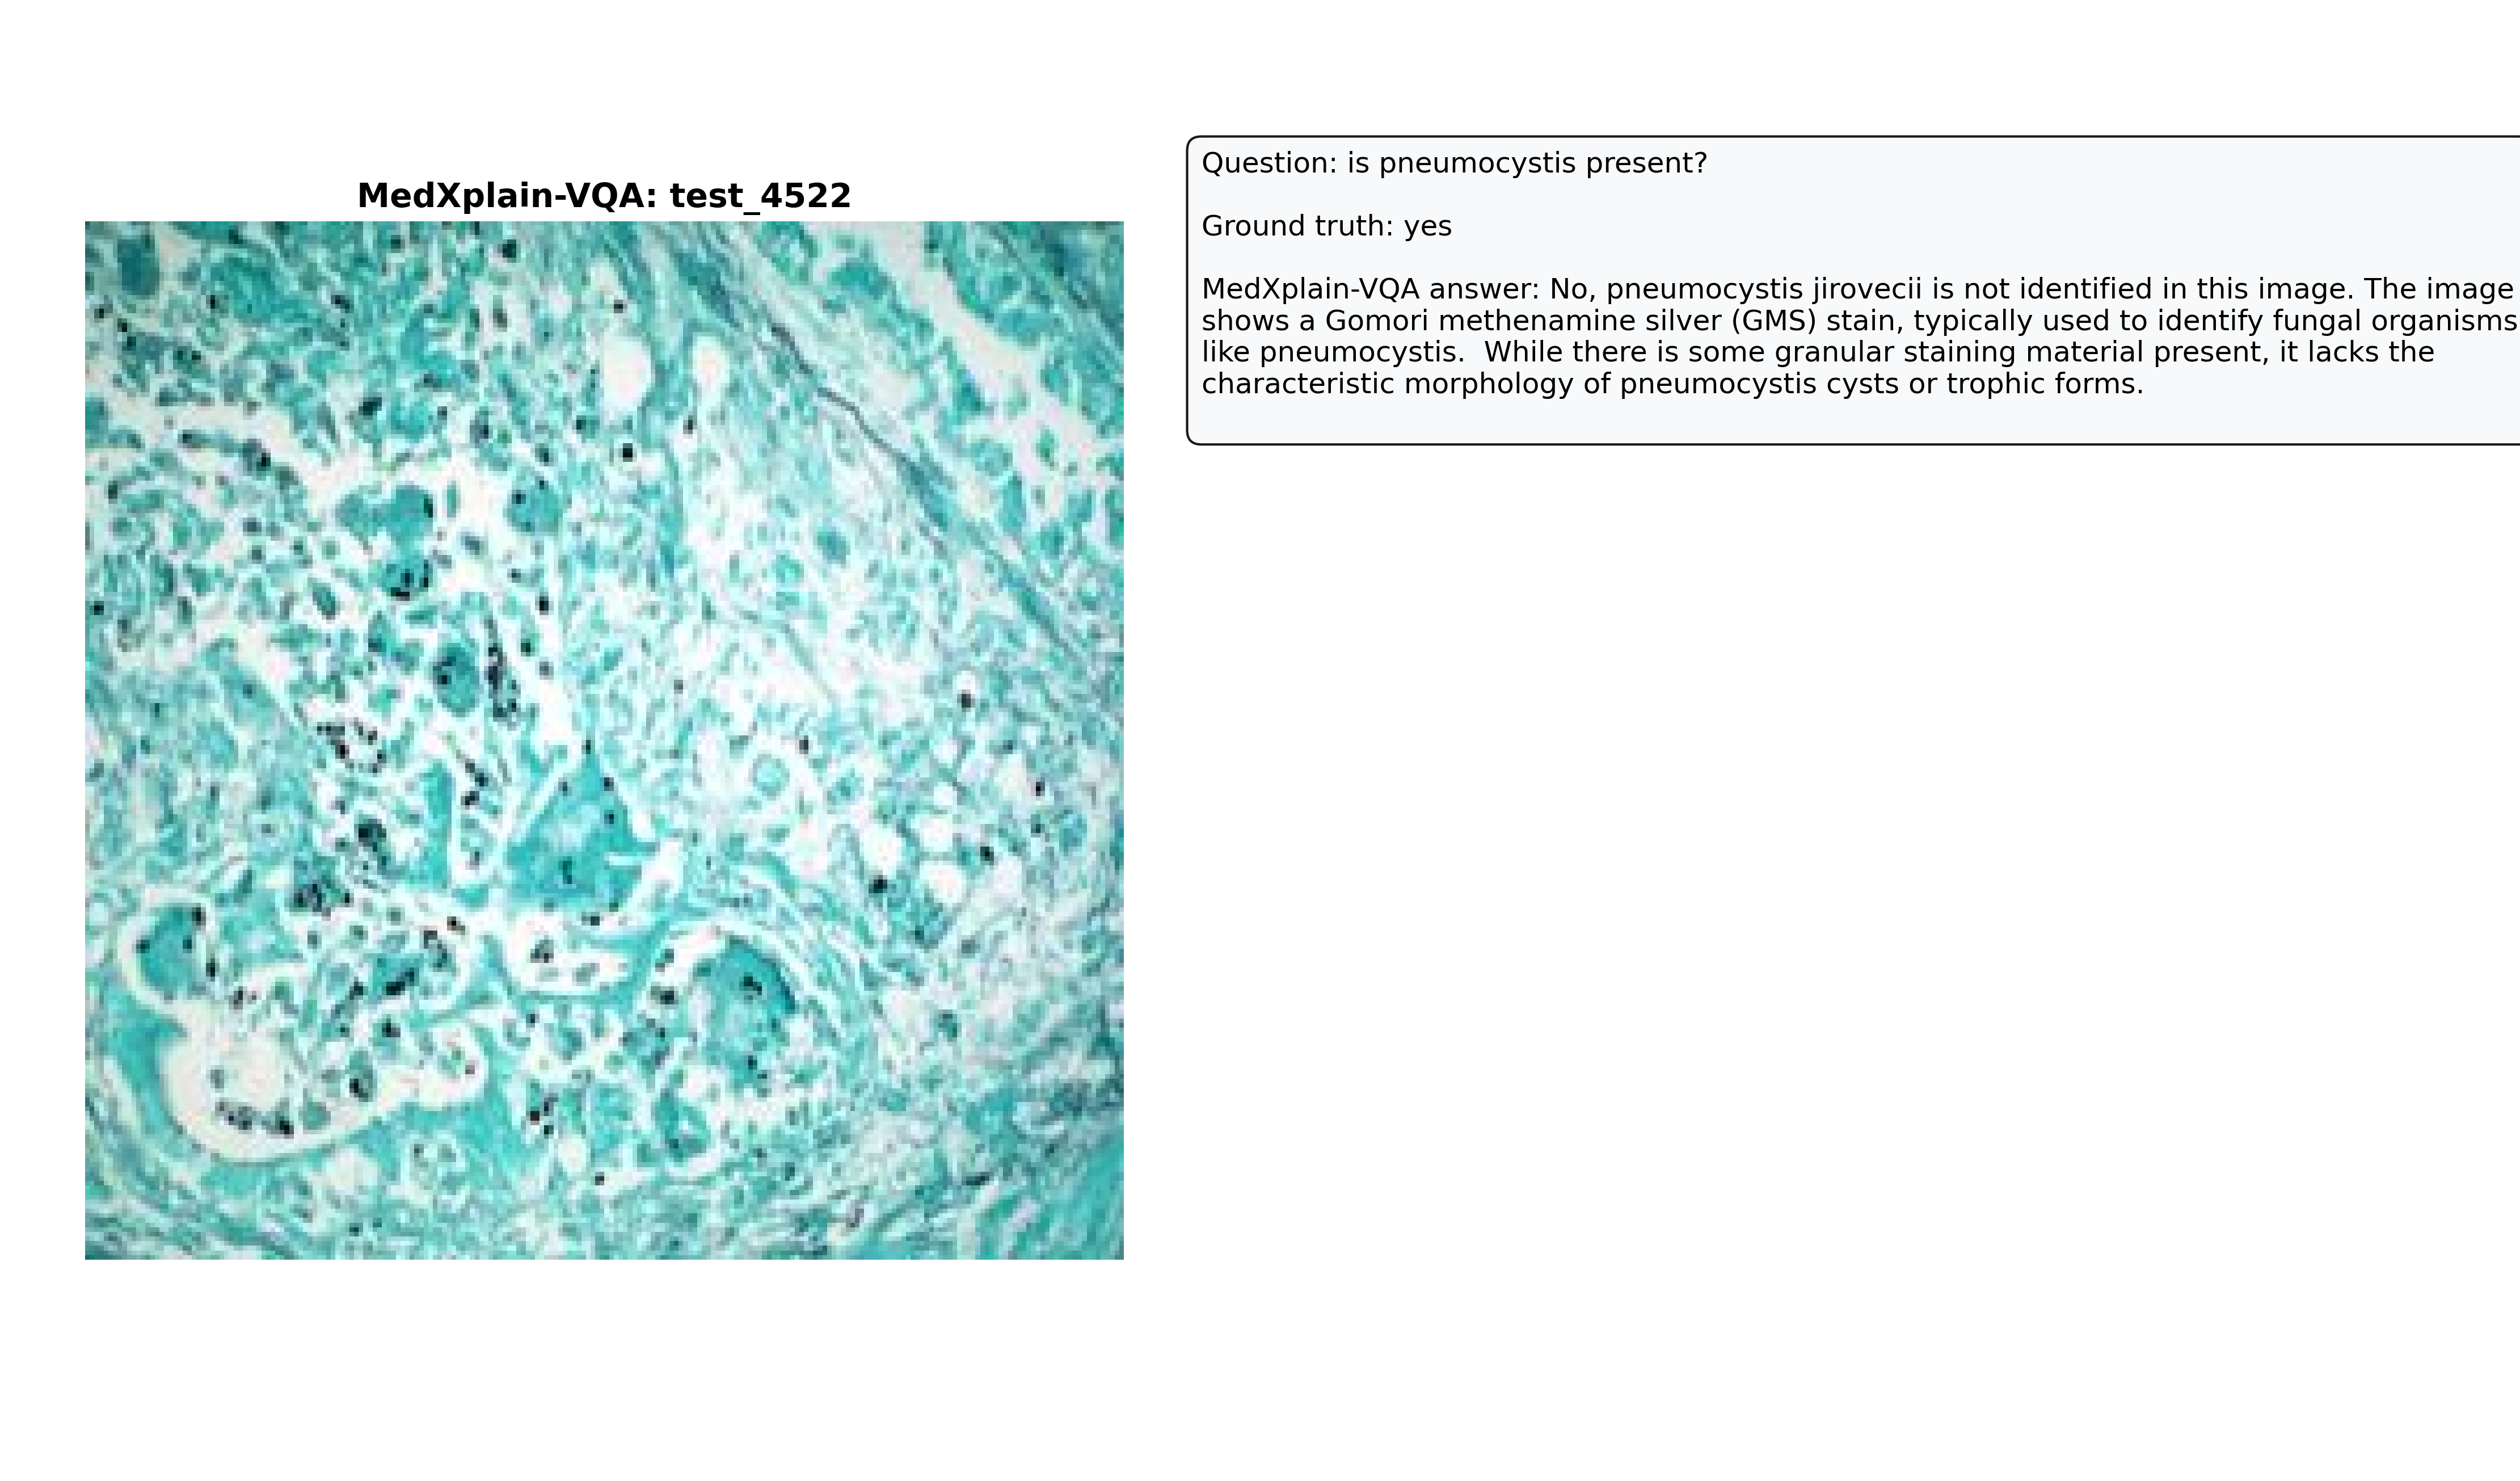 MedXplain-VQA: test_4522
Question: is pneumocystis present?
Ground truth: yes
MedXplain-VQA answer: No, pneumocystis jirovecii is not identified in this image. The image
shows a Gomori methenamine silver (GMS) stain, typically used to identify fungal organisms
like pneumocystis.  While there is some granular staining material present, it lacks the
characteristic morphology of pneumocystis cysts or trophic forms.